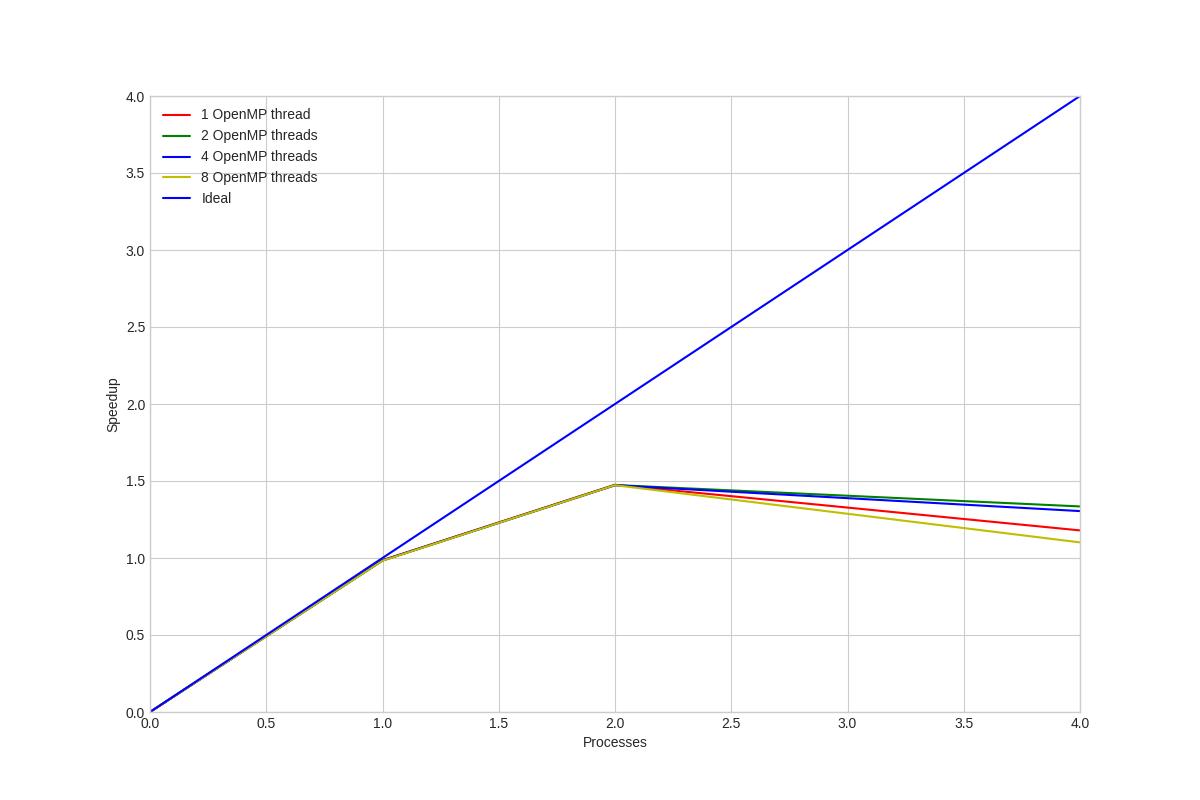 1 OpenMP thread
2 OpenMP threads
4 OpenMP threads
8 OpenMP threads
Ideal
4.0
3.5
3.0
2.5
2.0
1.5
1.0
0.5
0.0
Speedup
0.0 0.5 1.0 1.5 2.0 2.5 3.0 3.5 4.0
Processes